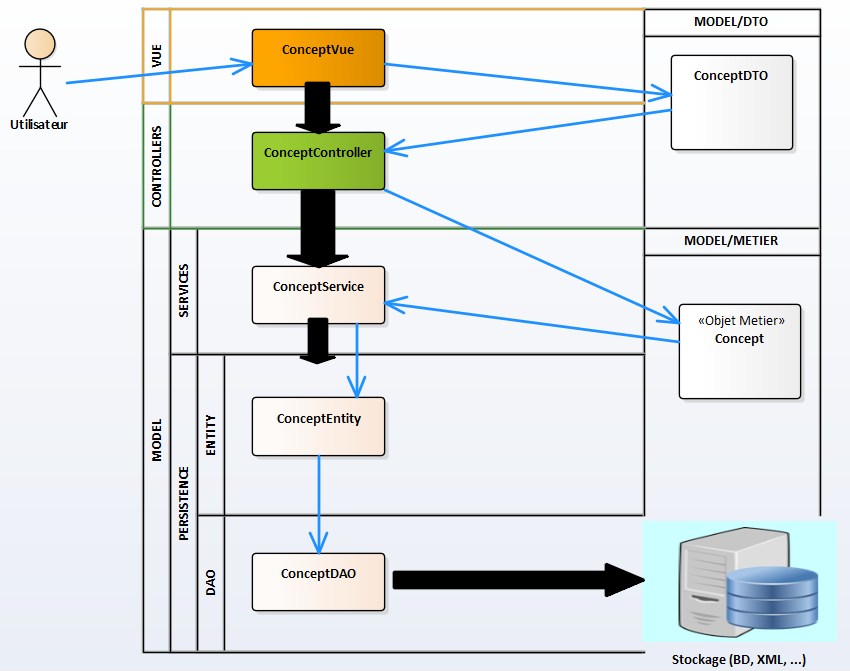 MODEL/DTO
VUE
ConceptVue
ConceptDTO
Utilisateur
CONTROLLERS
ConceptController
MODEL/METIER
SERVICES
ConceptService
«Objet Metier»
Concept
MODEL
PERSISTENCE
ENTITY
ConceptEntity
DAO
ConceptDAO
Stockage (BD, XML, ...)